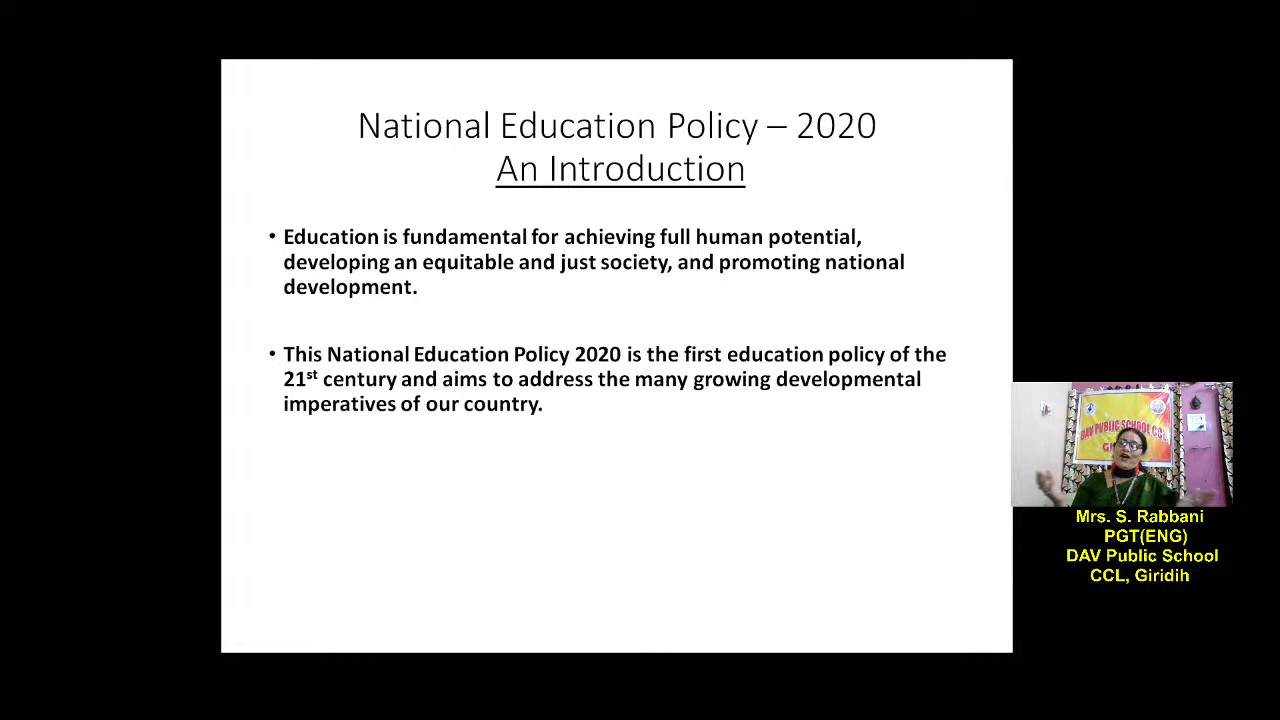 National Education Policy – 2020
An Introduction
• Education is fundamental for achieving full human potential,
developing an equitable and just society, and promoting national
development.
• This National Education Policy 2020 is the first education policy of the
21st century and aims to address the many growing developmental
imperatives of our country.
DAV PUBLIC SCHOOL CCL
Mrs. S. Rabbani
PGT(ENG)
DAV Public School
CCL, Giridih